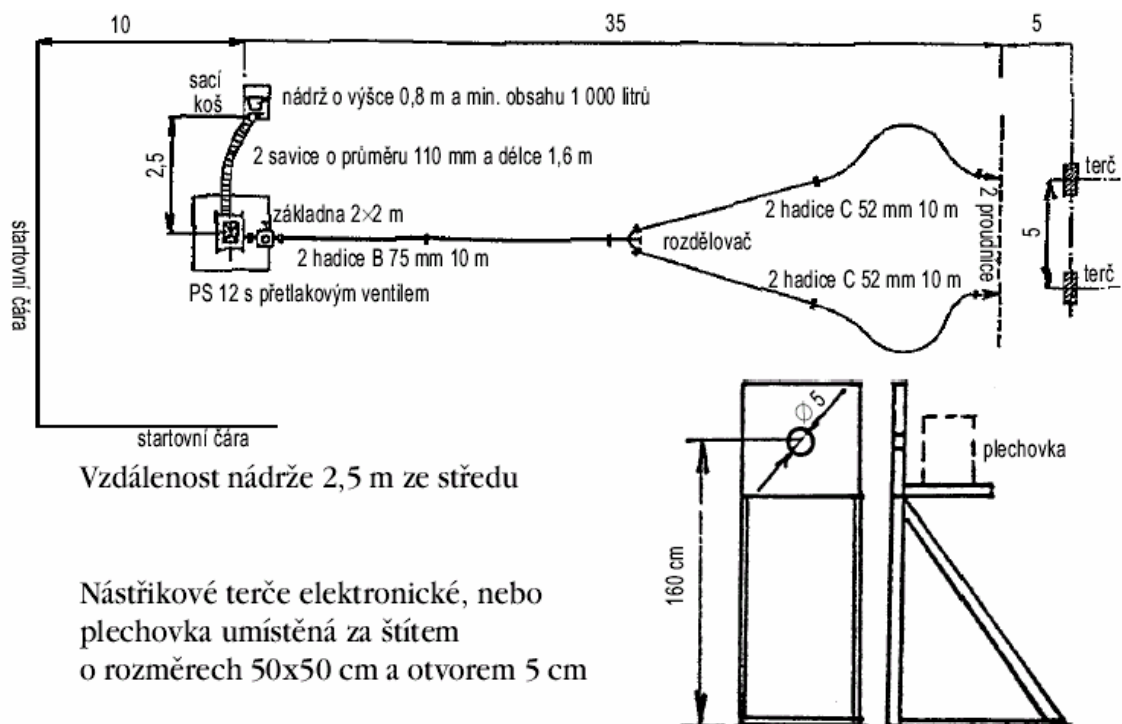 10
35
5
sací
koš
nádrž o výšce 0,8 m a min. obsahu 1 000 litrů
2,5
2 savice o průměru 110 mm a délce 1,6 m
základna 2×2 m
2 hadice B 75 mm 10 m
PS 12 s přetlakovým ventilem
rozdělovač
2 hadice C 52 mm 10 m
2 hadice C 52 mm 10 m
2 proudnice
terč
5
terč
startovní čára
startovní čára
Vzdálenost nádrže 2,5 m ze středu
Nástřikové terče elektronické, nebo
plechovka umístěná za štítem
o rozměrech 50x50 cm a otvorem 5 cm
∅ 5
160 cm
plechovka